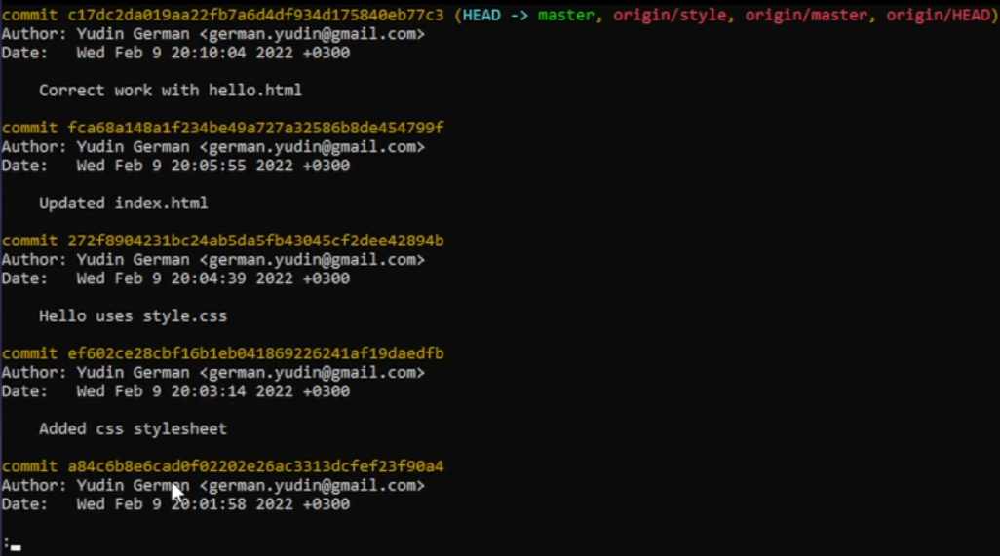 commit c17dc2da019aa22fb7a6d4df934d175840eb77c3 (HEAD -> master, origin/style, origin/master, origin/HEAD)
Author: Yudin German <german.yudin@gmail.com>
Date:   Wed Feb 9 20:10:04 2022 +0300
    Correct work with hello.html
commit fca68a148a1f234be49a727a32586b8de454799f
Author: Yudin German <german.yudin@gmail.com>
Date:   Wed Feb 9 20:05:55 2022 +0300
    Updated index.html
commit 272f8904231bc24ab5da5fb43045cf2dee42894b
Author: Yudin German <german.yudin@gmail.com>
Date:   Wed Feb 9 20:04:39 2022 +0300
    Hello uses style.css
commit ef602ce28cbf16b1eb041869226241af19daedfb
Author: Yudin German <german.yudin@gmail.com>
Date:   Wed Feb 9 20:03:14 2022 +0300
    Added css stylesheet
commit a84c6b8e6cad0f02202e26ac3313dcfef23f90a4
Author: Yudin German <german.yudin@gmail.com>
Date:   Wed Feb 9 20:01:58 2022 +0300
: